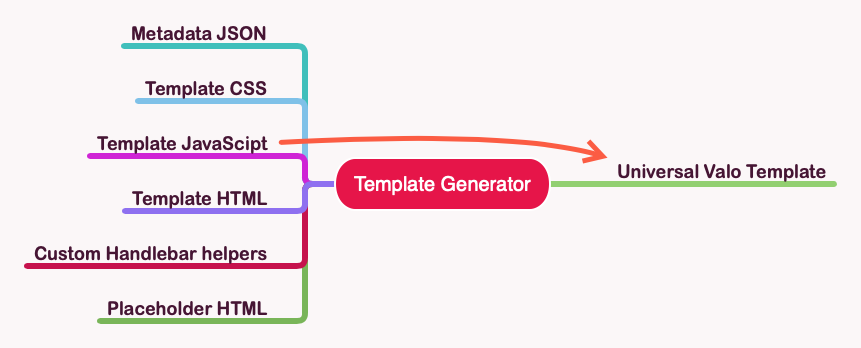 Metadata JSON
Template CSS
Template JavaScipt
Template HTML
Custom Handlebar helpers
Placeholder HTML
Template Generator
Universal Valo Template